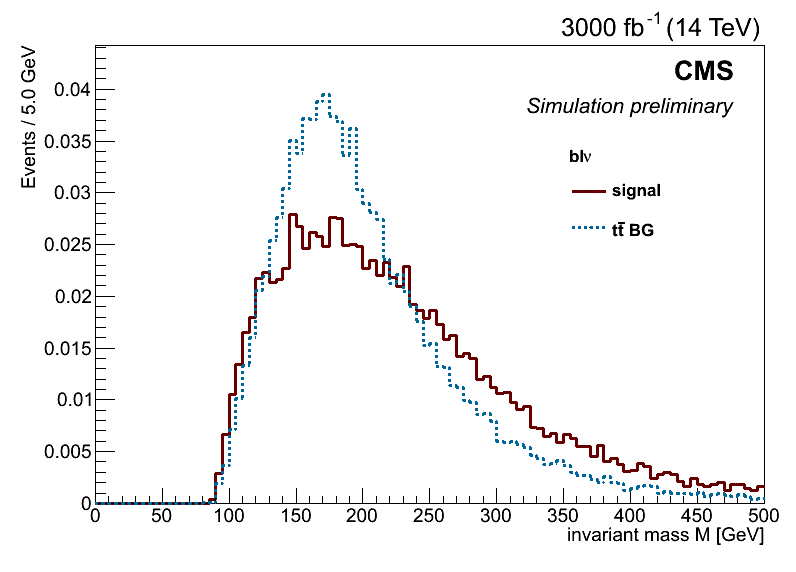 3000 fb⁻¹ (14 TeV)
CMS
Simulation preliminary
blν
signal
tt̄ BG
Events / 5.0 GeV
0.04
0.035
0.03
0.025
0.02
0.015
0.01
0.005
0
0 50 100 150 200 250 300 350 400 450 500
invariant mass M [GeV]